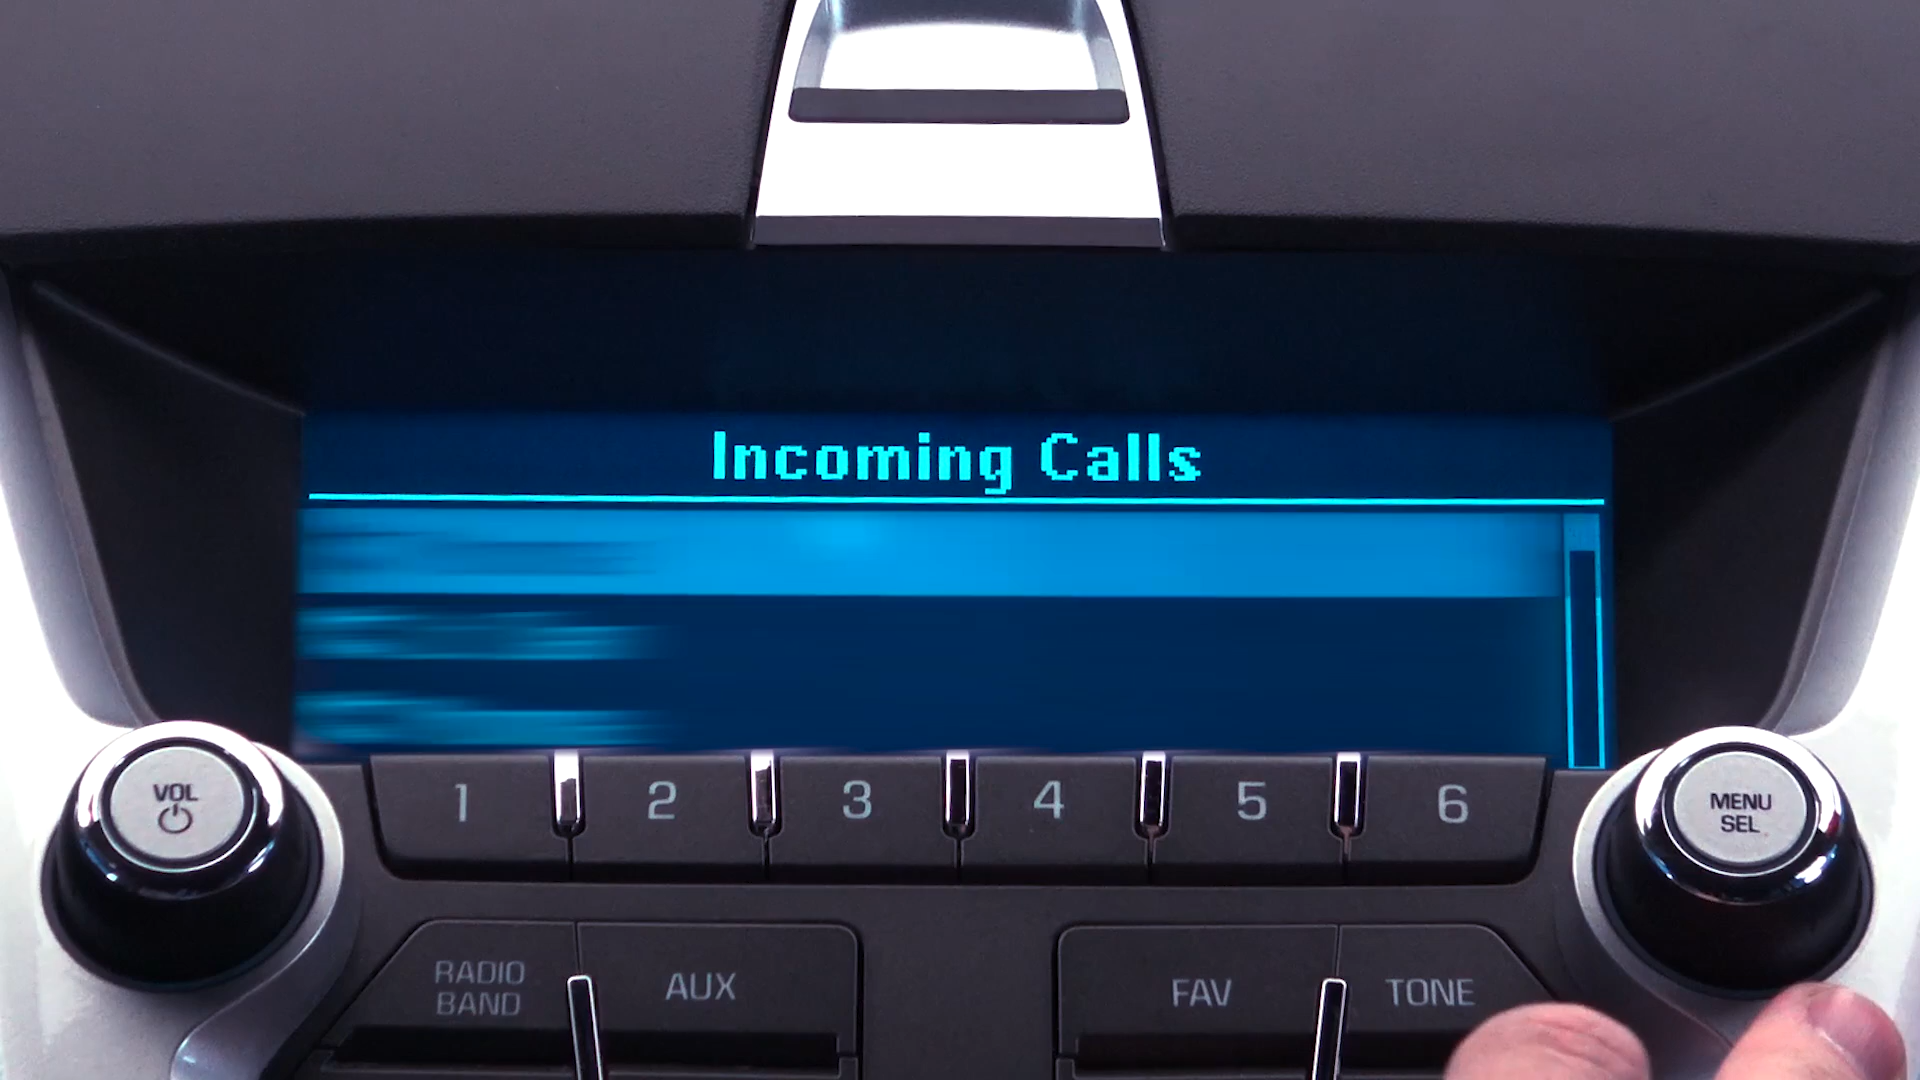 Incoming Calls
VOL
1
2
3
4
5
6
MENU
SEL
RADIO
BAND
AUX
FAV
TONE